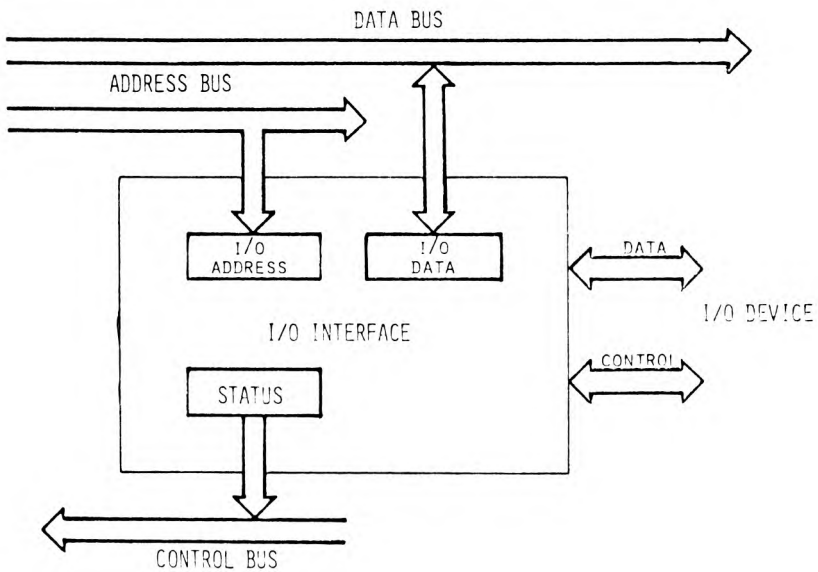 DATA BUS
ADDRESS BUS
I/O
ADDRESS
I/O
DATA
DATA
I/O DEVICE
I/O INTERFACE
CONTROL
STATUS
CONTROL BUS